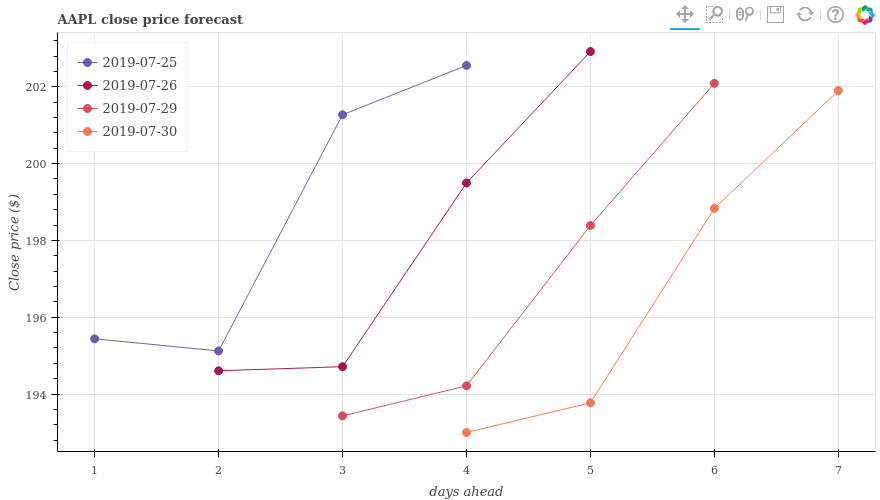 AAPL close price forecast
2019-07-25
2019-07-26
2019-07-29
2019-07-30
Close price ($)
202
200
198
196
194
1 2 3 4 5 6 7
days ahead